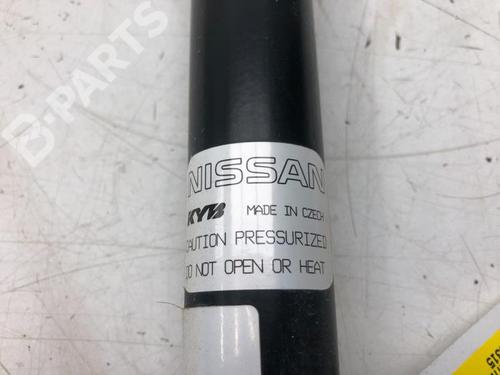 B-PARTS
NISSAN
KYB MADE IN CZECH
CAUTION PRESSURIZED
DO NOT OPEN OR HEAT